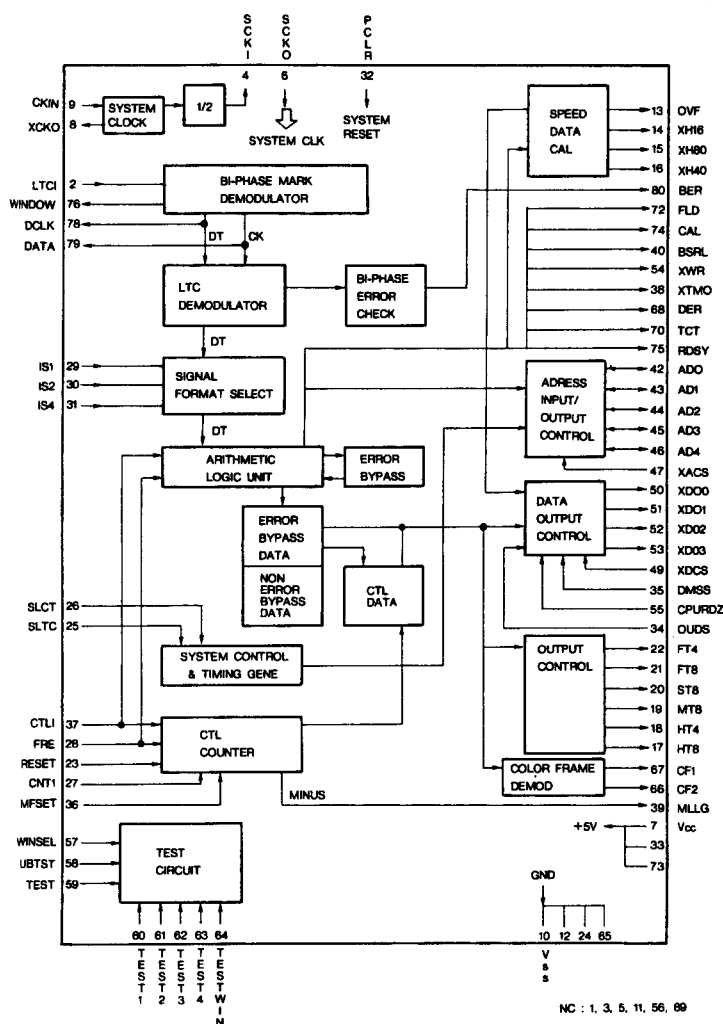 SCKI
SCKO
PCLR
4 6 32
CKIN 9
XCKO 8
SYSTEM
CLOCK
1/2
SYSTEM CLK
SYSTEM
RESET
SPEED
DATA
CAL
13 OVF
14 XH16
15 XH80
16 XH40
LTCI 2
WINDOW 76
DCLK 78
DATA 79
BI-PHASE MARK
DEMODULATOR
DT CK
80 BER
72 FLD
74 CAL
40 BSRL
54 XWR
38 XTMO
68 DER
70 TCT
75 RDSY
LTC
DEMODULATOR
BI-PHASE
ERROR
CHECK
DT
IS1 29
IS2 30
IS4 31
SIGNAL
FORMAT SELECT
DT
ADRESS
INPUT/
OUTPUT
CONTROL
42 ADO
43 AD1
44 AD2
45 AD3
46 AD4
47 XACS
ARITHMETIC
LOGIC UNIT
ERROR
BYPASS
ERROR
BYPASS
DATA
NON
ERROR
BYPASS
DATA
CTL
DATA
DATA
OUTPUT
CONTROL
50 XDO0
51 XDO1
52 XD02
53 XD03
49 XDCS
35 DMSS
55 CPURDZ
34 OUDS
SLCT 26
SLTC 25
SYSTEM CONTROL
& TIMING GENE
OUTPUT
CONTROL
22 FT4
21 FT8
20 ST8
19 MT8
18 HT4
17 HT8
CTLI 37
FRE 28
RESET 23
CNT1 27
MFSET 36
CTL
COUNTER
MINUS
COLOR FRAME
DEMOD
67 CF1
66 CF2
39 MLLG
+5V 7 Vcc
33
73
WINSEL 57
UBTST 58
TEST 59
TEST
CIRCUIT
60 61 62 63 64
TEST1
TEST2
TEST3
TEST4
TESTWIN
GND
10 12 24 65
Vss
NC : 1, 3, 5, 11, 56, 69